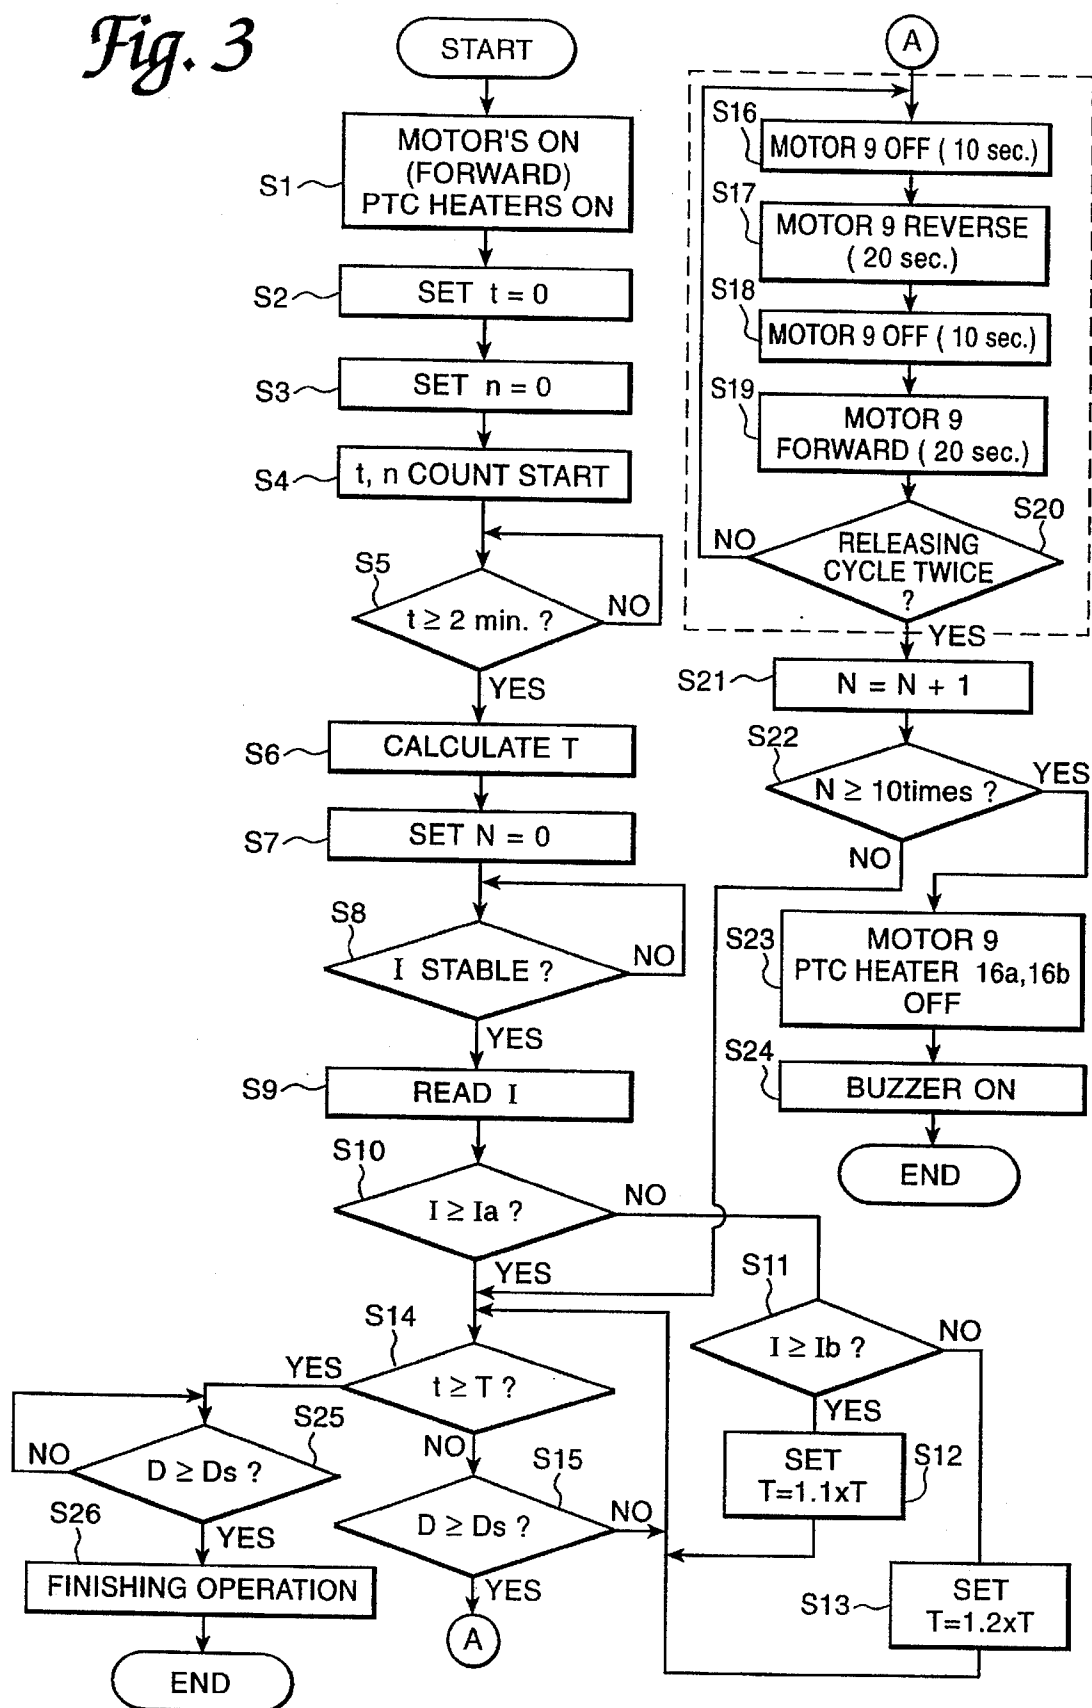 Fig. 3
START
S1
MOTOR'S ON
(FORWARD)
PTC HEATERS ON
S2
SET t = 0
S3
SET n = 0
S4
t, n COUNT START
S5
t ≥ 2 min. ?
NO
YES
S6
CALCULATE T
S7
SET N = 0
S8
I STABLE ?
NO
YES
S9
READ I
S10
I ≥ Ia ?
NO
YES
S11
I ≥ Ib ?
NO
YES
S12
SET
T=1.1xT
S13
SET
T=1.2xT
S14
t ≥ T ?
YES
NO
S15
D ≥ Ds ?
NO
YES
A
S25
D ≥ Ds ?
NO
YES
S26
FINISHING OPERATION
END
A
S16
MOTOR 9 OFF ( 10 sec.)
S17
MOTOR 9 REVERSE
( 20 sec.)
S18
MOTOR 9 OFF ( 10 sec.)
S19
MOTOR 9
FORWARD ( 20 sec.)
S20
RELEASING
CYCLE TWICE
?
NO
YES
S21
N = N + 1
S22
N ≥ 10times ?
YES
NO
S23
MOTOR 9
PTC HEATER 16a,16b
OFF
S24
BUZZER ON
END